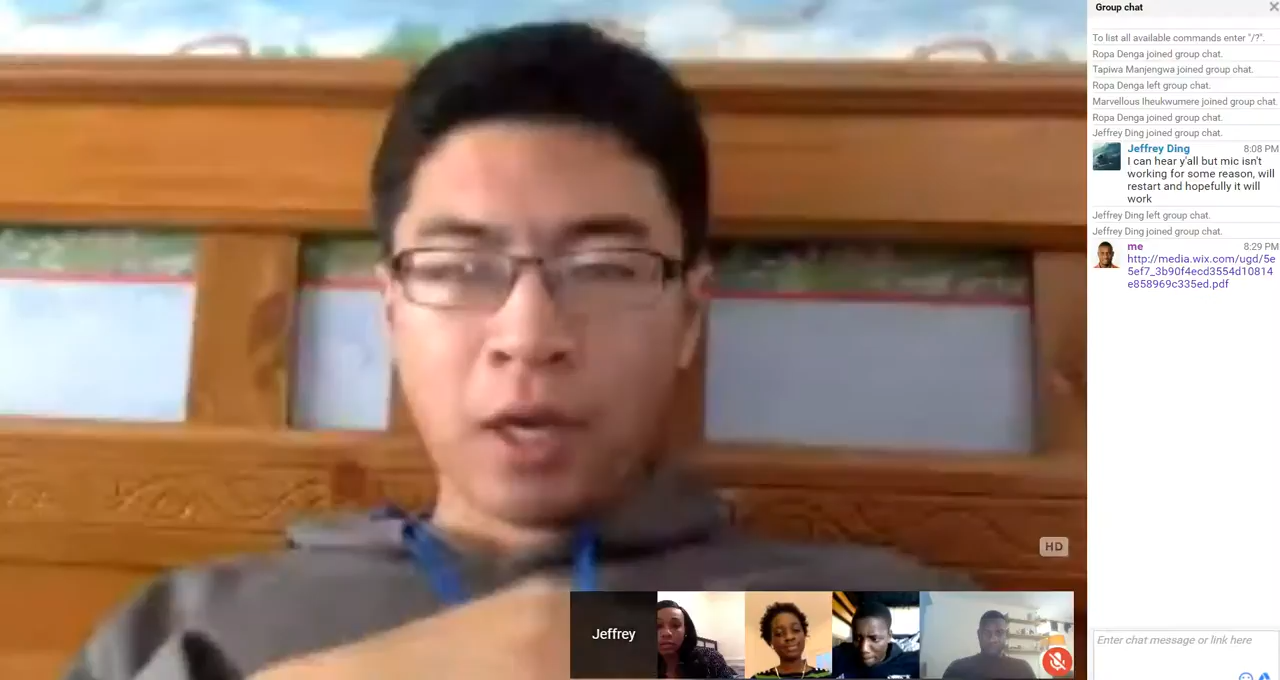 Group chat
To list all available commands enter "/?".
Ropa Denga joined group chat.
Tapiwa Manjengwa joined group chat.
Ropa Denga left group chat.
Marvellous Iheukwumere joined group chat.
Ropa Denga joined group chat.
Jeffrey Ding joined group chat.
Jeffrey Ding 8:08 PM
I can hear y'all but mic isn't
working for some reason, will
restart and hopefully it will
work
Jeffrey Ding left group chat.
Jeffrey Ding joined group chat.
me 8:29 PM
http://media.wix.com/ugd/5e
5ef7_3b90f4ecd3554d10814
e858969c335ed.pdf
HD
Jeffrey
Enter chat message or link here